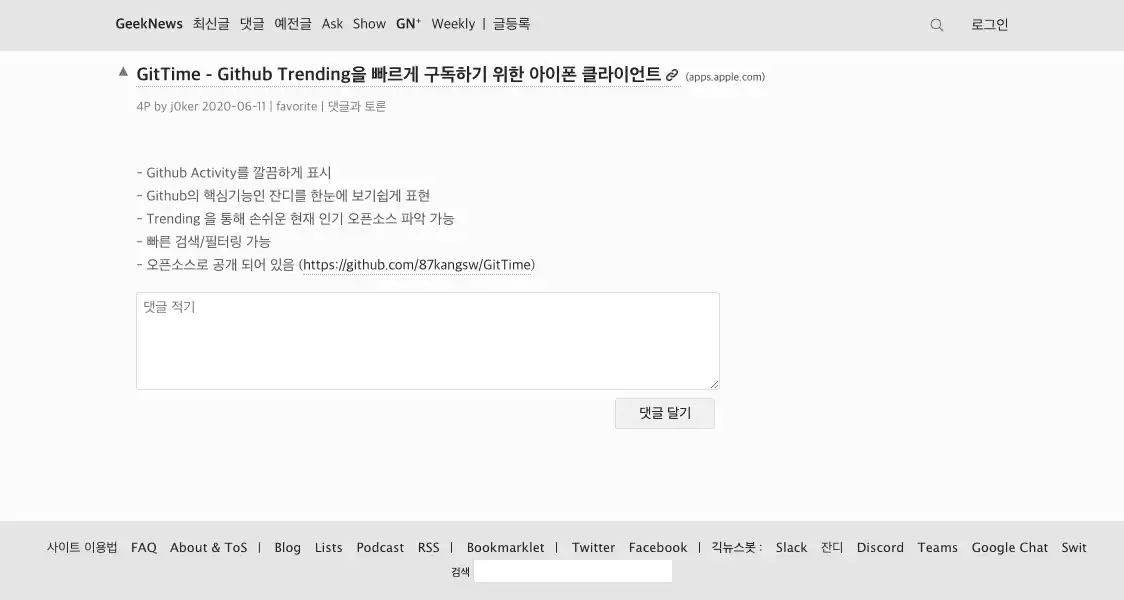 GeekNews 최신글 댓글 예전글 Ask Show GN⁺ Weekly | 글등록 로그인
▲ GitTime - Github Trending을 빠르게 구독하기 위한 아이폰 클라이언트 (apps.apple.com)
4P by j0ker 2020-06-11 | favorite | 댓글과 토론
- Github Activity를 깔끔하게 표시
- Github의 핵심기능인 잔디를 한눈에 보기쉽게 표현
- Trending 을 통해 손쉬운 현재 인기 오픈소스 파악 가능
- 빠른 검색/필터링 가능
- 오픈소스로 공개 되어 있음 (https://github.com/87kangsw/GitTime)
댓글 적기
댓글 달기
사이트 이용법 FAQ About & ToS | Blog Lists Podcast RSS | Bookmarklet | Twitter Facebook | 긱뉴스봇 : Slack 잔디 Discord Teams Google Chat Swit
검색